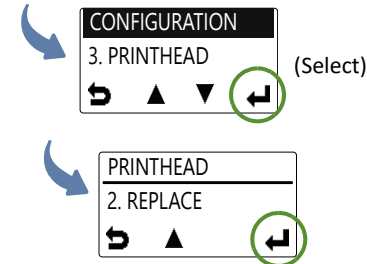 CONFIGURATION
3. PRINTHEAD
(Select)
PRINTHEAD
2. REPLACE